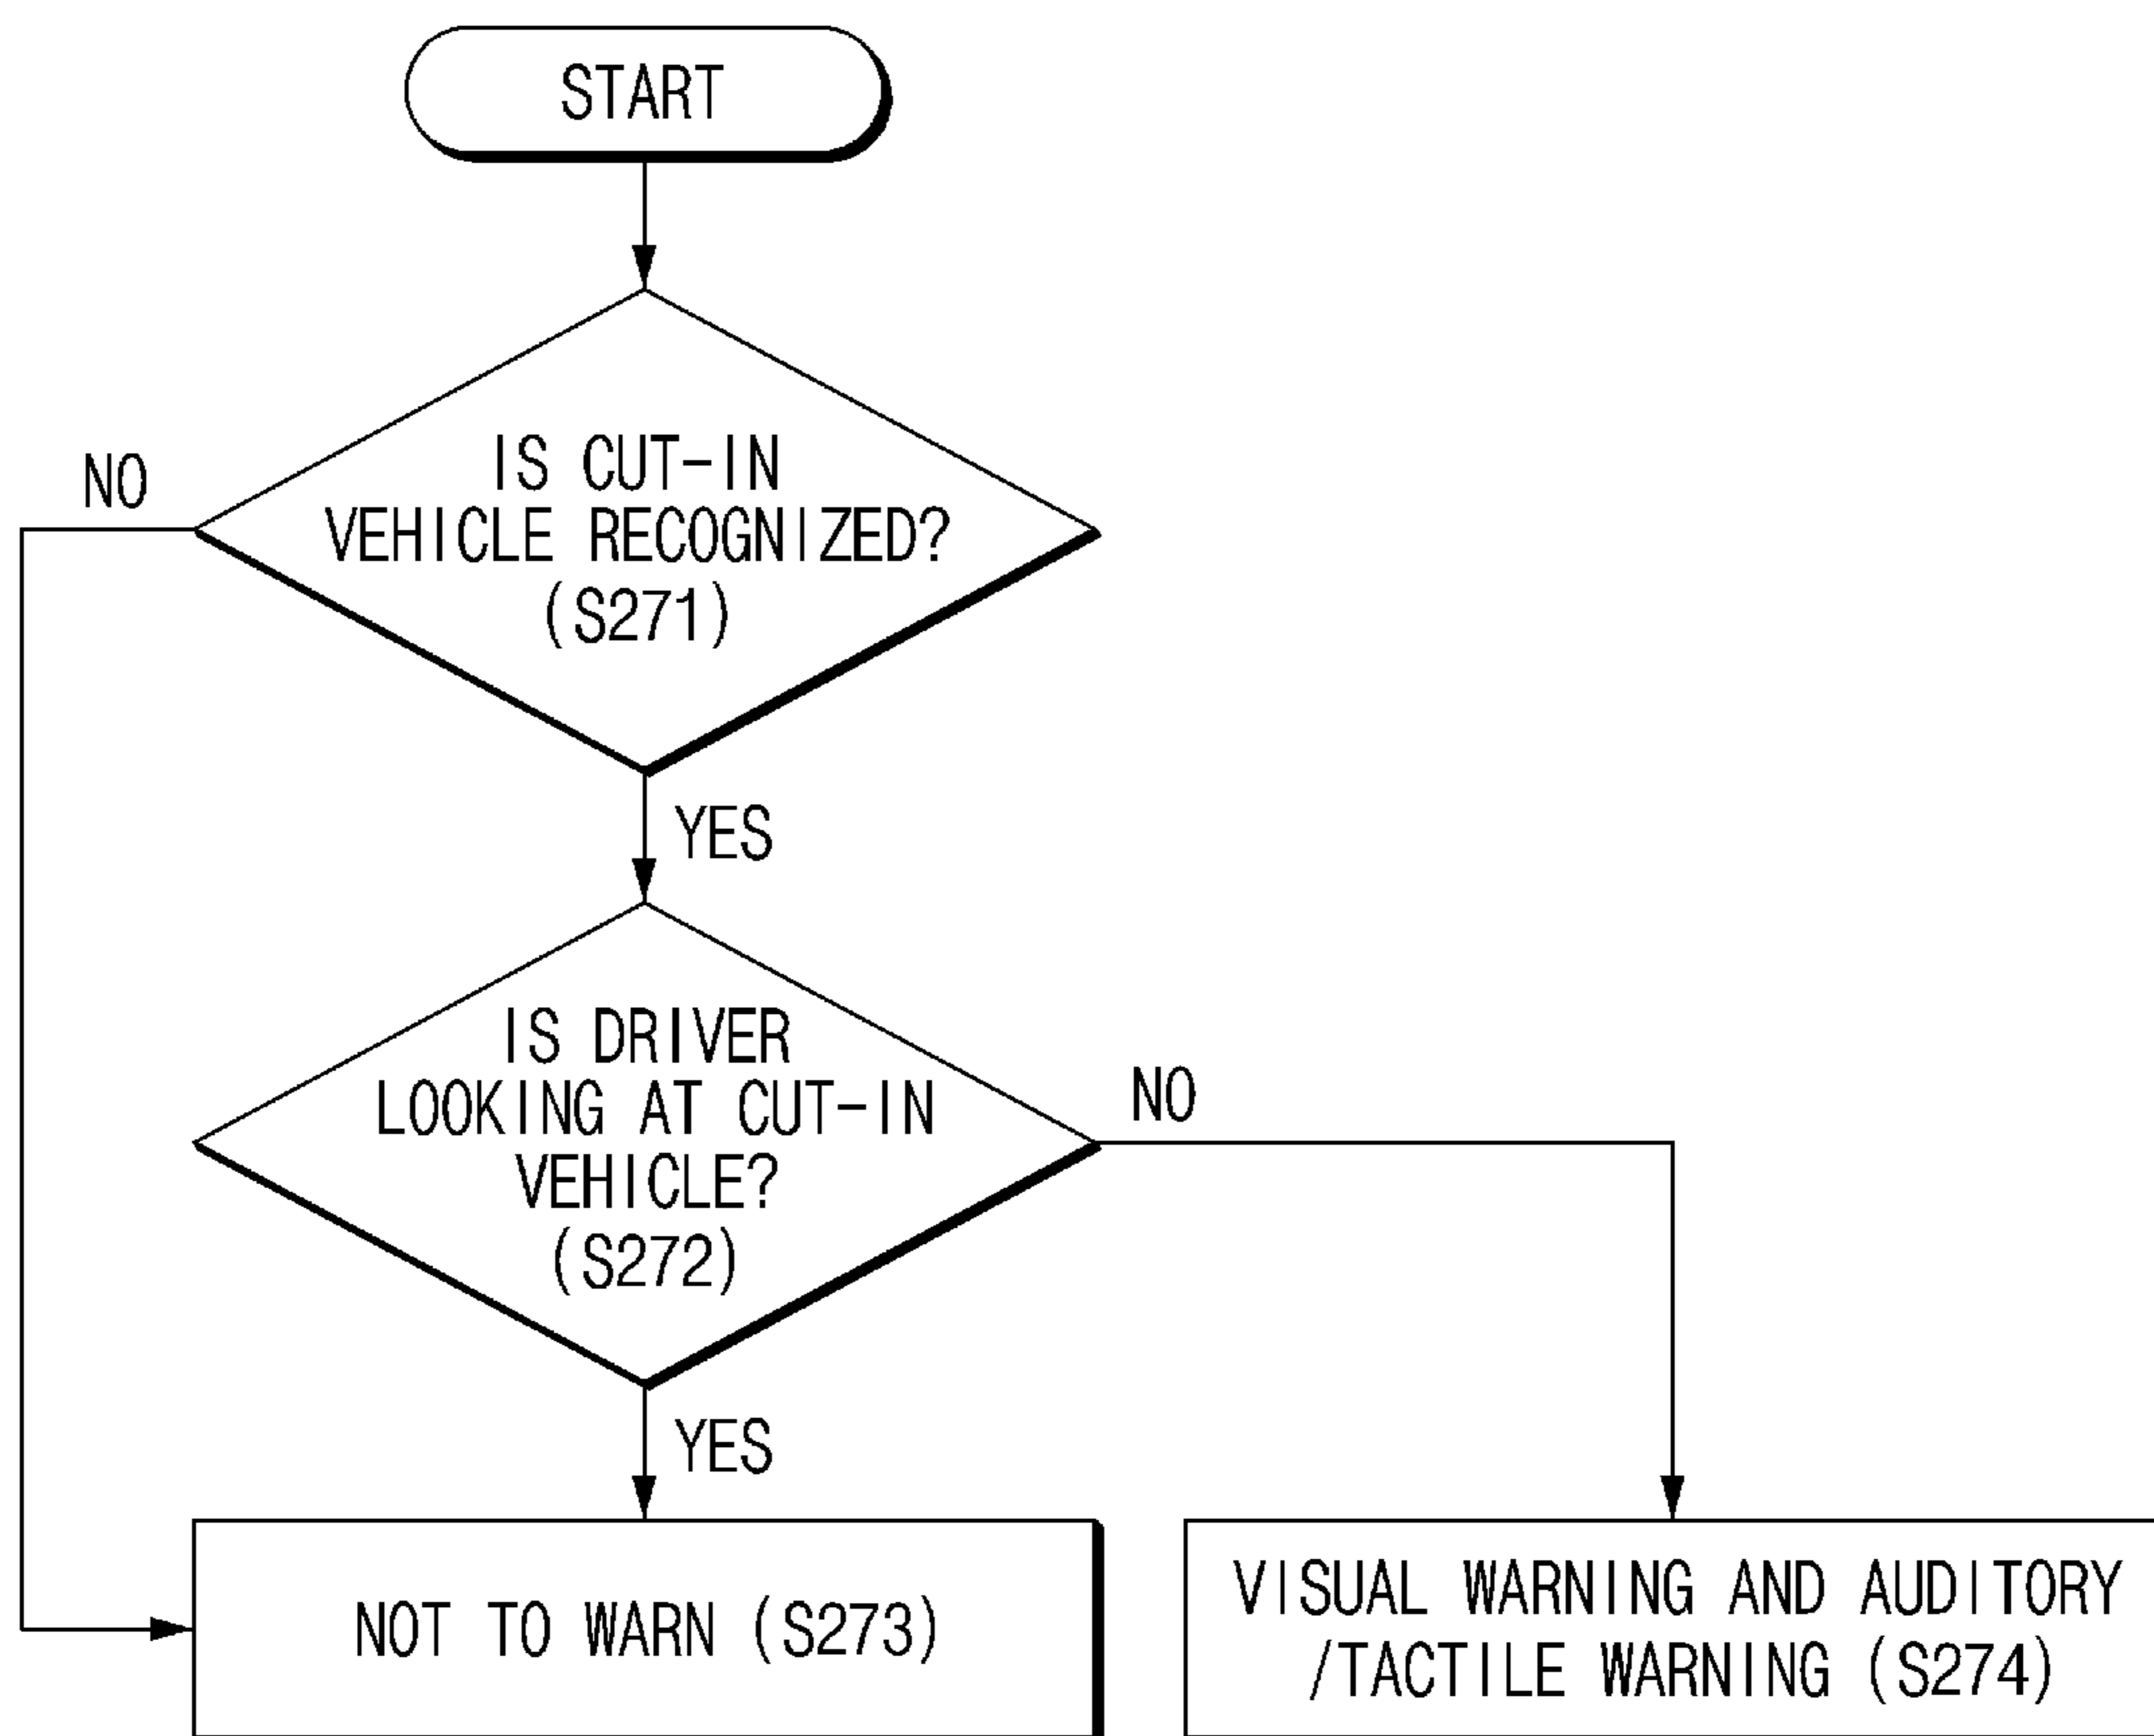 START
IS CUT-IN
VEHICLE RECOGNIZED?
(S271)
NO
YES
IS DRIVER
LOOKING AT CUT-IN
VEHICLE?
(S272)
NO
YES
NOT TO WARN (S273)
VISUAL WARNING AND AUDITORY
/TACTILE WARNING (S274)